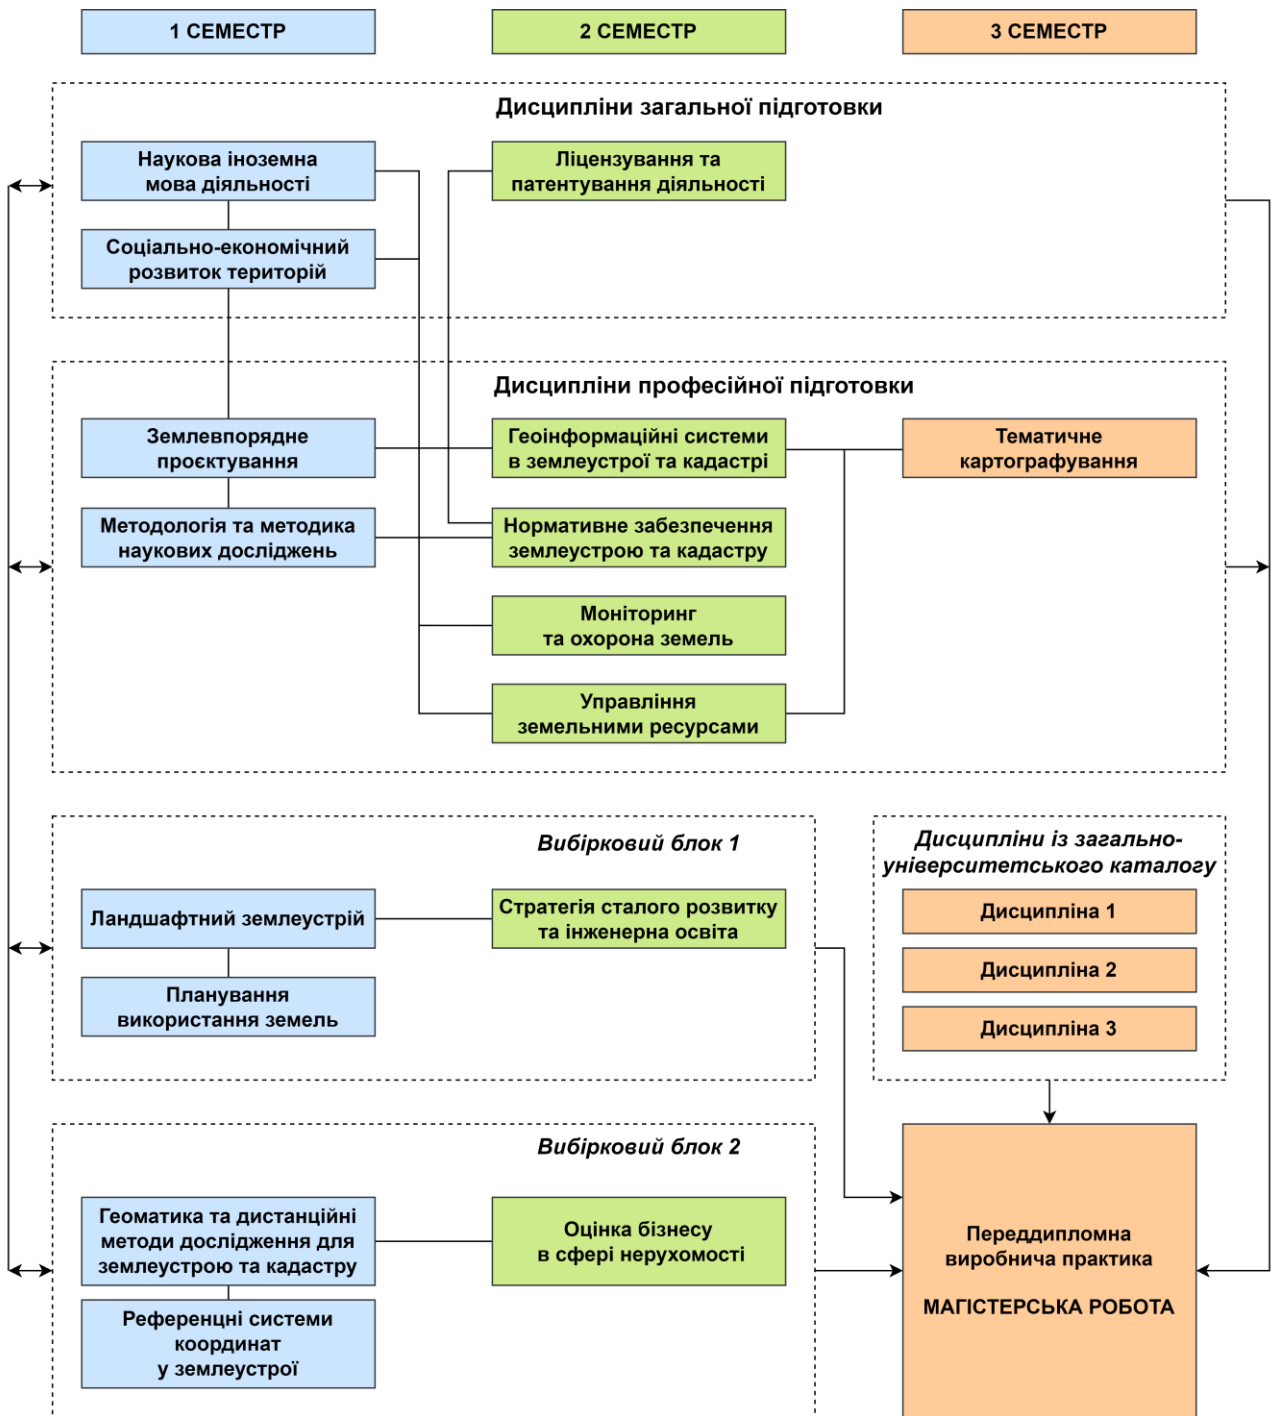 1 СЕМЕСТР
2 СЕМЕСТР
3 СЕМЕСТР
Дисципліни загальної підготовки
Наукова іноземна
мова діяльності
Ліцензування та
патентування діяльності
Соціально-економічний
розвиток територій
Дисципліни професійної підготовки
Землевпорядне
проєктування
Геоінформаційні системи
в землеустрої та кадастрі
Тематичне
картографування
Методологія та методика
наукових досліджень
Нормативне забезпечення
землеустрою та кадастру
Моніторинг
та охорона земель
Управління
земельними ресурсами
Вибірковий блок 1
Ландшафтний землеустрій
Стратегія сталого розвитку
та інженерна освіта
Планування
використання земель
Дисципліни із загально-
університетського каталогу
Дисципліна 1
Дисципліна 2
Дисципліна 3
Вибірковий блок 2
Геоматика та дистанційні
методи дослідження для
землеустрою та кадастру
Оцінка бізнесу
в сфері нерухомості
Референцні системи
координат
у землеустрої
Переддипломна
виробнича практика
МАГІСТЕРСЬКА РОБОТА